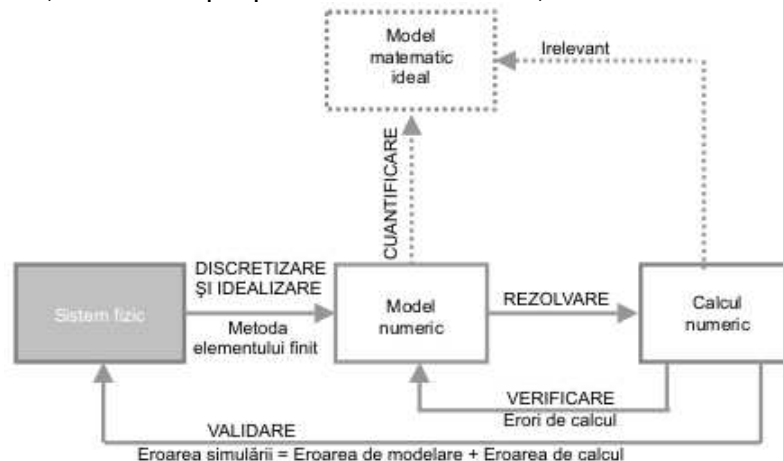 Model
matematic
ideal
Irelevant
CUANTIFICARE
DISCRETIZARE
ŞI IDEALIZARE
Sistem fizic
Metoda
elementului finit
Model
numeric
REZOLVARE
Calcul
numeric
VERIFICARE
Erori de calcul
VALIDARE
Eroarea simulării = Eroarea de modelare + Eroarea de calcul